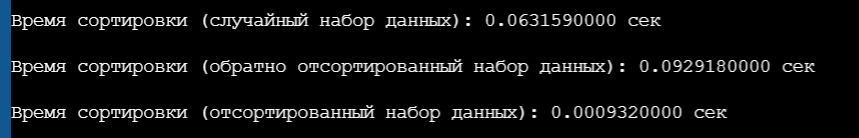 Время сортировки (случайный набор данных): 0.0631590000 сек
Время сортировки (обратно отсортированный набор данных): 0.0929180000 сек
Время сортировки (отсортированный набор данных): 0.0009320000 сек